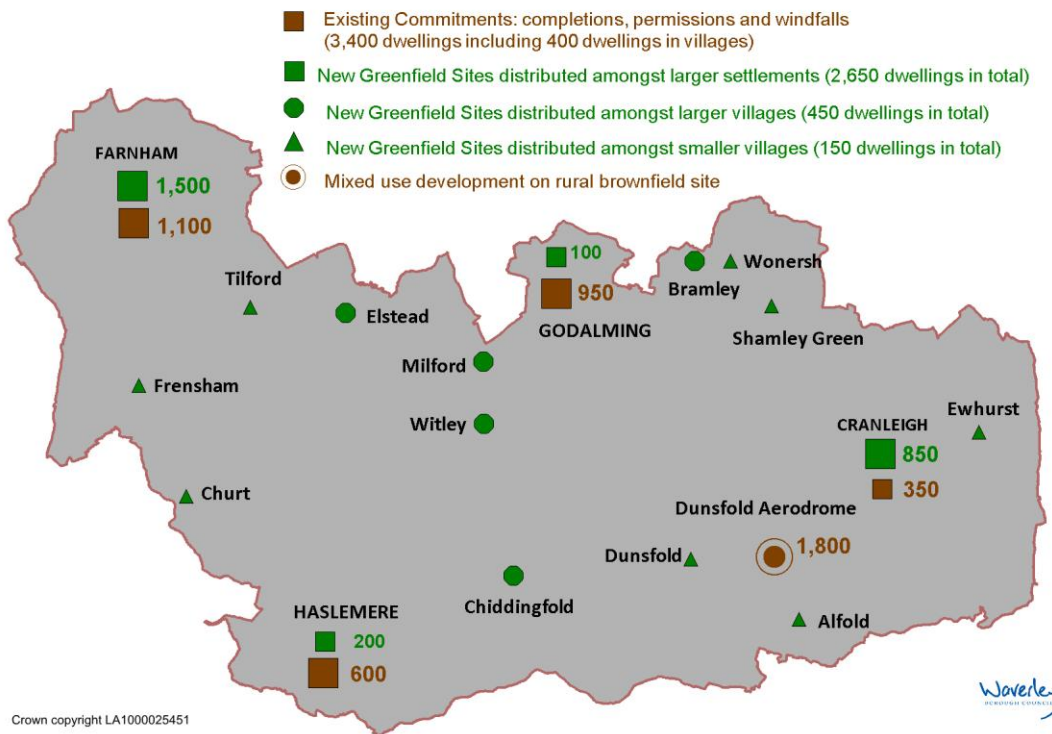 Existing Commitments: completions, permissions and windfalls
(3,400 dwellings including 400 dwellings in villages)
New Greenfield Sites distributed amongst larger settlements (2,650 dwellings in total)
New Greenfield Sites distributed amongst larger villages (450 dwellings in total)
New Greenfield Sites distributed amongst smaller villages (150 dwellings in total)
Mixed use development on rural brownfield site
FARNHAM
1,500
1,100
Tilford
Elstead
Frensham
Churt
Milford
Witley
100
950
GODALMING
Bramley
Wonersh
Shamley Green
Ewhurst
CRANLEIGH
850
350
Dunsfold Aerodrome
1,800
Dunsfold
Alfold
Chiddingfold
HASLEMERE
200
600
Crown copyright LA1000025451
Waverley
BOROUGH COUNCIL